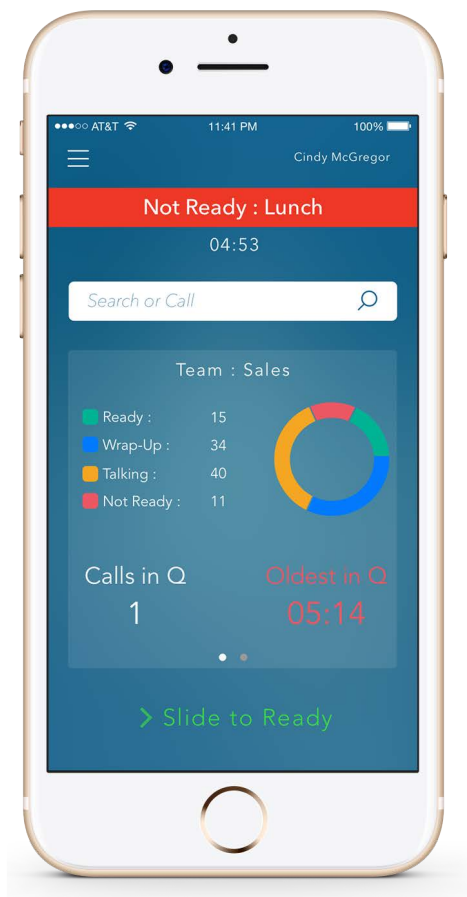 AT&T 11:41 PM 100%
Cindy McGregor
Not Ready : Lunch
04:53
Search or Call
Team : Sales
Ready : 15
Wrap-Up : 34
Talking : 40
Not Ready : 11
Calls in Q Oldest in Q
1 05:14
> Slide to Ready